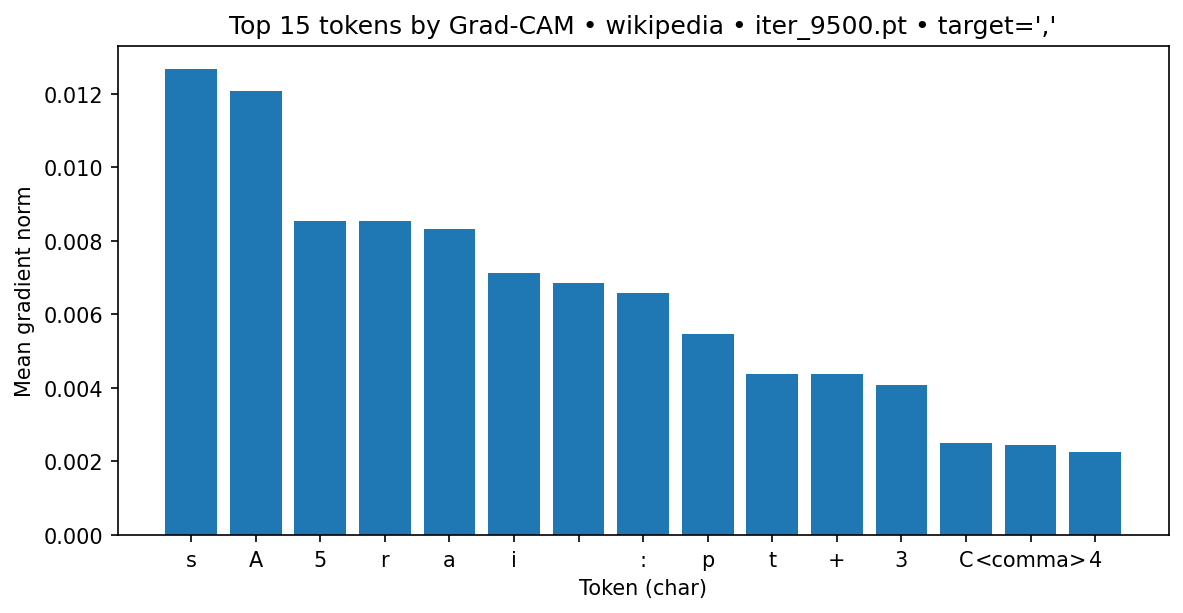 Top 15 tokens by Grad-CAM • wikipedia • iter_9500.pt • target=','
0.012
0.010
0.008
0.006
0.004
0.002
0.000
Mean gradient norm
s A 5 r a i : p t + 3 C <comma> 4
Token (char)